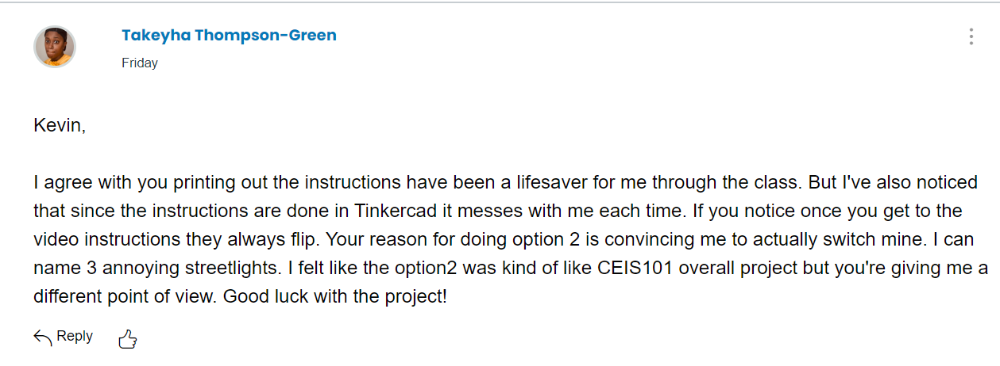 Takeyha Thompson-Green
Friday
Kevin,
I agree with you printing out the instructions have been a lifesaver for me through the class. But I've also noticed
that since the instructions are done in Tinkercad it messes with me each time. If you notice once you get to the
video instructions they always flip. Your reason for doing option 2 is convincing me to actually switch mine. I can
name 3 annoying streetlights. I felt like the option2 was kind of like CEIS101 overall project but you're giving me a
different point of view. Good luck with the project!
Reply